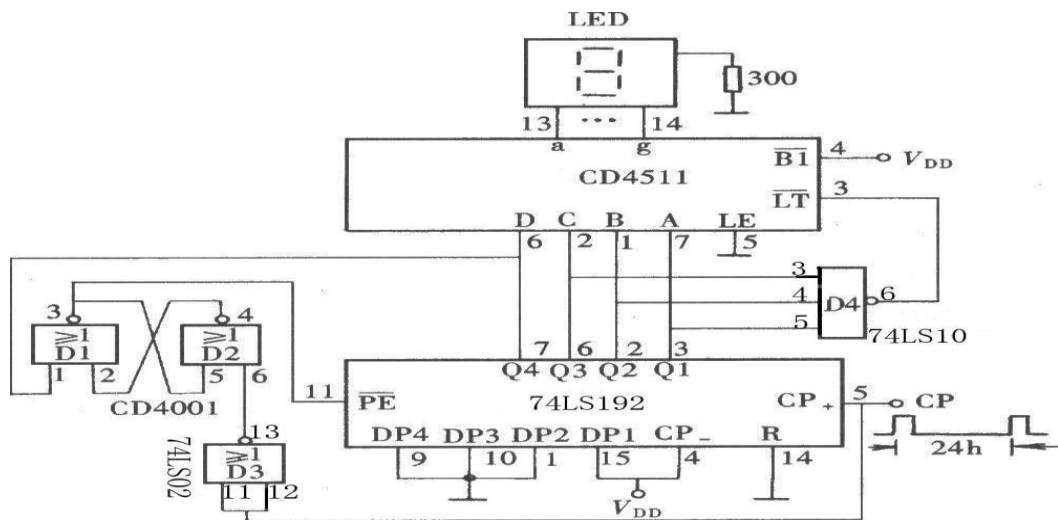 LED
300
13 ... 14
a g
B1 4 VDD
CD4511
LT 3
D C B A LE
6 2 1 7 5
3
4 D4 6
5
74LS10
3 ≥1 D1 1 2
4 ≥1 D2 5 6
CD4001
7 6 2 3
Q4 Q3 Q2 Q1
11 PE 74LS192 CP+ 5 CP
DP4 DP3 DP2 DP1 CP- R
9 10 1 15 4 14
VDD
24h
13
≥1
D3
11 12
74LS02